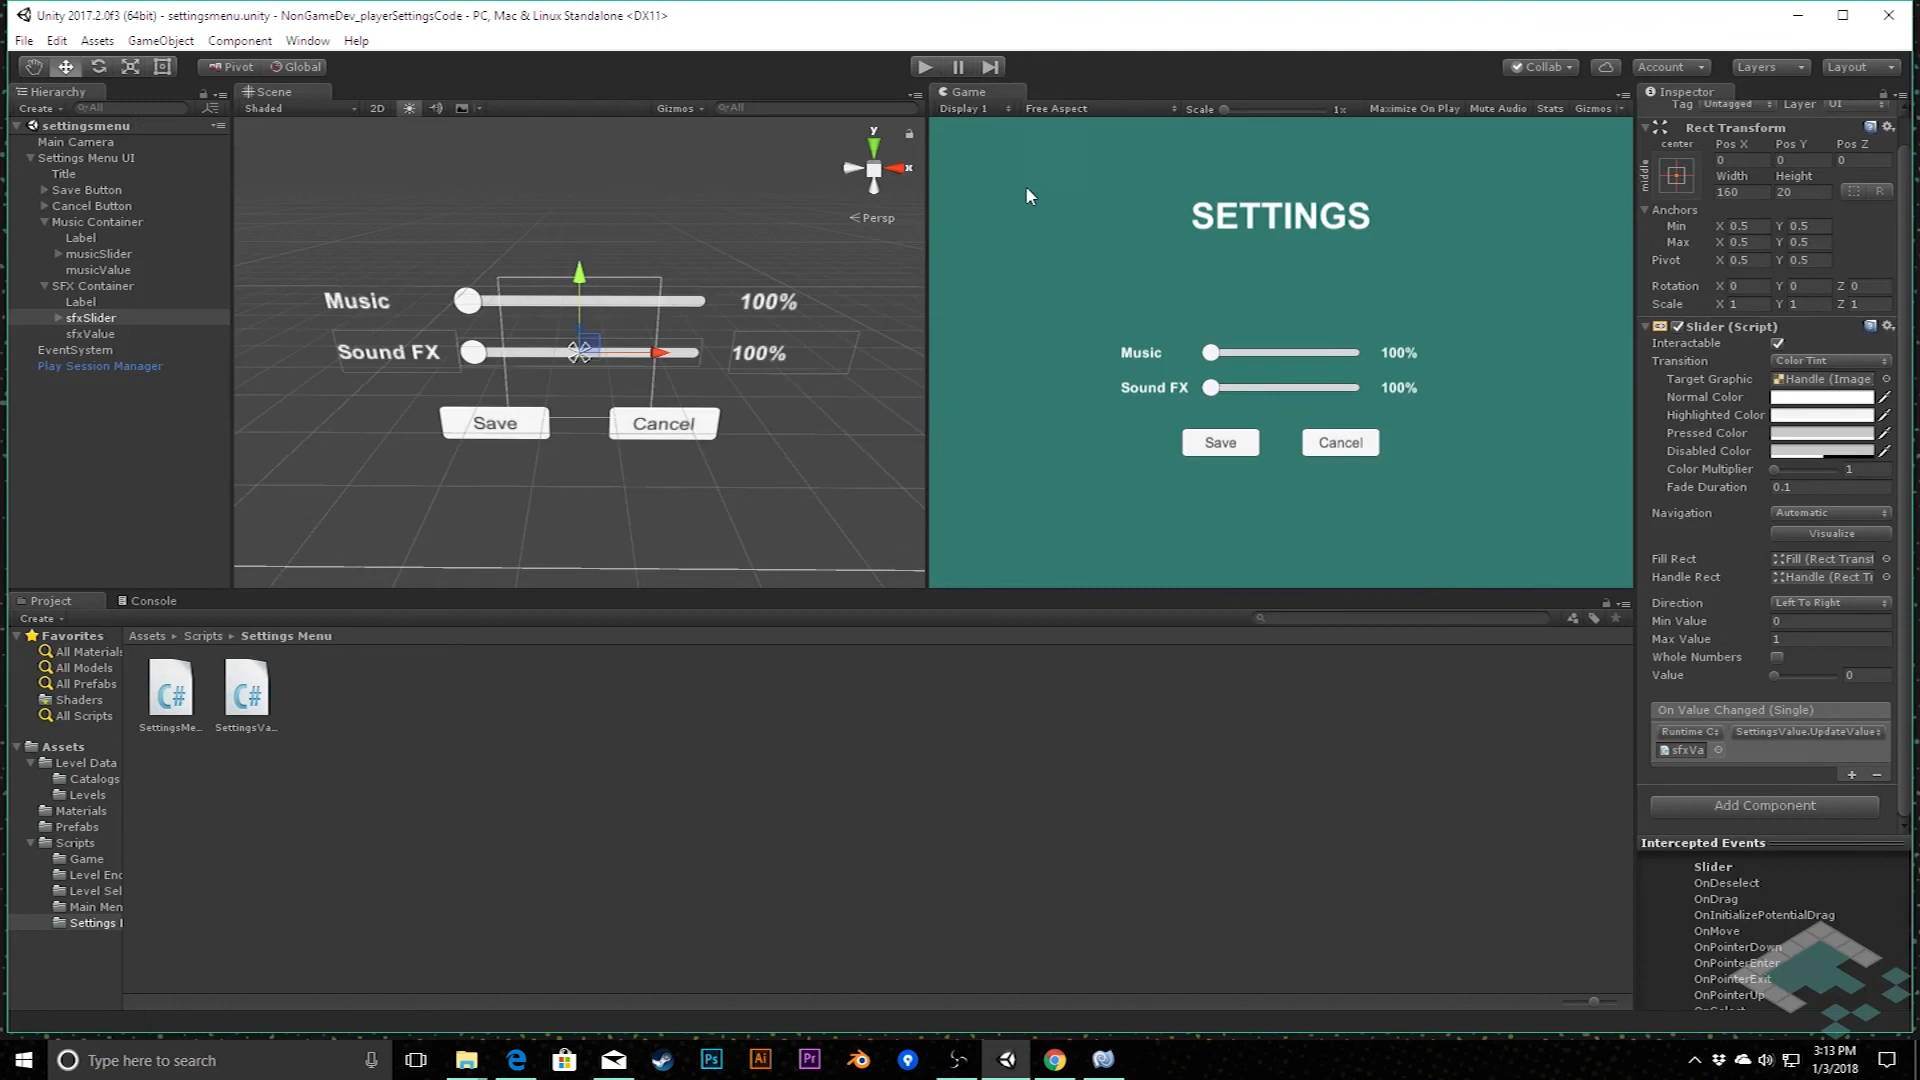 Unity 2017.2.0f3 (64bit) - settingsmenu.unity - NonGameDev_playerSettingsCode - PC, Mac & Linux Standalone <DX11>
File Edit Assets GameObject Component Window Help
Pivot Global
Collab Account Layers Layout
Hierarchy
Create All
settingsmenu
Main Camera
Settings Menu UI
Title
Save Button
Cancel Button
Music Container
Label
musicSlider
musicValue
SFX Container
Label
sfxSlider
sfxValue
EventSystem
Play Session Manager
Scene
Shaded 2D Gizmos All
y
x
Persp
Music 100%
Sound FX 100%
Save Cancel
Game
Display 1 Free Aspect Scale 1x Maximize On Play Mute Audio Stats Gizmos
SETTINGS
Music 100%
Sound FX 100%
Save Cancel
Inspector
Tag Untagged Layer UI
Rect Transform
center Pos X Pos Y Pos Z
middle 0 0 0
Width Height
160 20 R
Anchors
Min X 0.5 Y 0.5
Max X 0.5 Y 0.5
Pivot X 0.5 Y 0.5
Rotation X 0 Y 0 Z 0
Scale X 1 Y 1 Z 1
Slider (Script)
Interactable
Transition Color Tint
Target Graphic Handle (Image
Normal Color
Highlighted Color
Pressed Color
Disabled Color
Color Multiplier 1
Fade Duration 0.1
Navigation Automatic
Visualize
Fill Rect Fill (Rect Transf
Handle Rect Handle (Rect Tr
Direction Left To Right
Min Value 0
Max Value 1
Whole Numbers
Value 0
On Value Changed (Single)
Runtime C SettingsValue.UpdateValue
sfxVa
+ −
Add Component
Intercepted Events
Slider
OnDeselect
OnDrag
OnInitializePotentialDrag
OnMove
OnPointerDown
OnPointerEnter
OnPointerExit
OnPointerUp
Project Console
Create
Favorites
All Materials
All Models
All Prefabs
Shaders
All Scripts
Assets
Level Data
Catalogs
Levels
Materials
Prefabs
Scripts
Game
Level Enc
Level Sel
Main Men
Settings
Assets ▸ Scripts ▸ Settings Menu
C# C#
SettingsMe... SettingsVa...
Type here to search
Ps Ai Pr
3:13 PM
1/3/2018